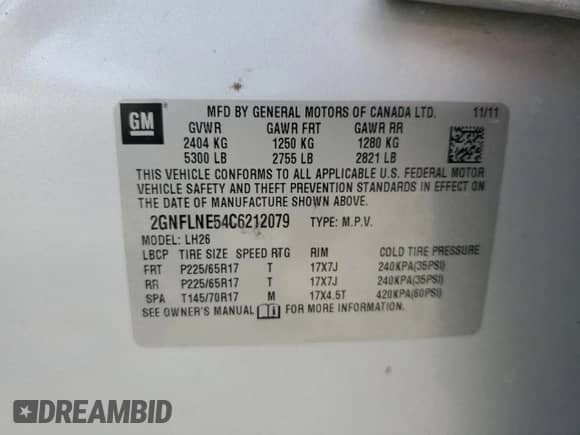 MFD BY GENERAL MOTORS OF CANADA LTD. 11/11
GM ®
GVWR GAWR FRT GAWR RR
2404 KG 1250 KG 1280 KG
5300 LB 2755 LB 2821 LB
THIS VEHICLE CONFORMS TO ALL APPLICABLE U.S. FEDERAL MOTOR
VEHICLE SAFETY AND THEFT PREVENTION STANDARDS IN EFFECT ON
THE DATE OF MANUFACTURE SHOWN ABOVE.
2GNFLNE54C6212079 TYPE: M.P.V.
MODEL: LH26
LBCP TIRE SIZE SPEED RTG RIM COLD TIRE PRESSURE
FRT P225/65R17 T 17X7J 240KPA(35PSI)
RR P225/65R17 T 17X7J 240KPA(35PSI)
SPA T145/70R17 M 17X4.5T 420KPA(60PSI)
SEE OWNER'S MANUAL FOR MORE INFORMATION.
DREAMBID